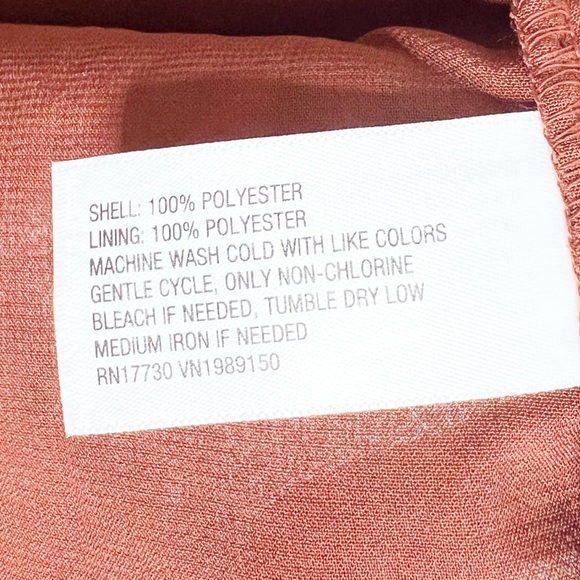 SHELL: 100% POLYESTER
LINING: 100% POLYESTER
MACHINE WASH COLD WITH LIKE COLORS
GENTLE CYCLE, ONLY NON-CHLORINE
BLEACH IF NEEDED, TUMBLE DRY LOW
MEDIUM IRON IF NEEDED
RN17730 VN1989150